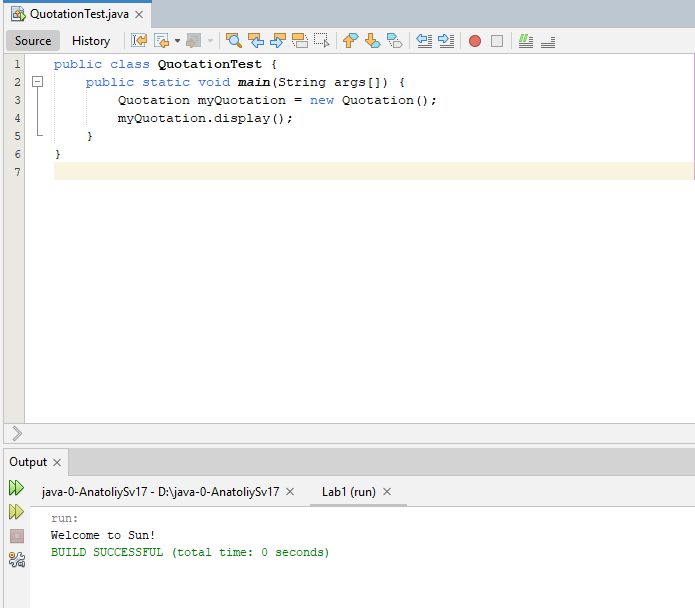 QuotationTest.java
Source History
1 public class QuotationTest {
2 public static void main(String args[]) {
3 Quotation myQuotation = new Quotation();
4 myQuotation.display();
5 }
6 }
7
Output
java-0-AnatoliySv17 - D:\java-0-AnatoliySv17 Lab1 (run)
run:
Welcome to Sun!
BUILD SUCCESSFUL (total time: 0 seconds)